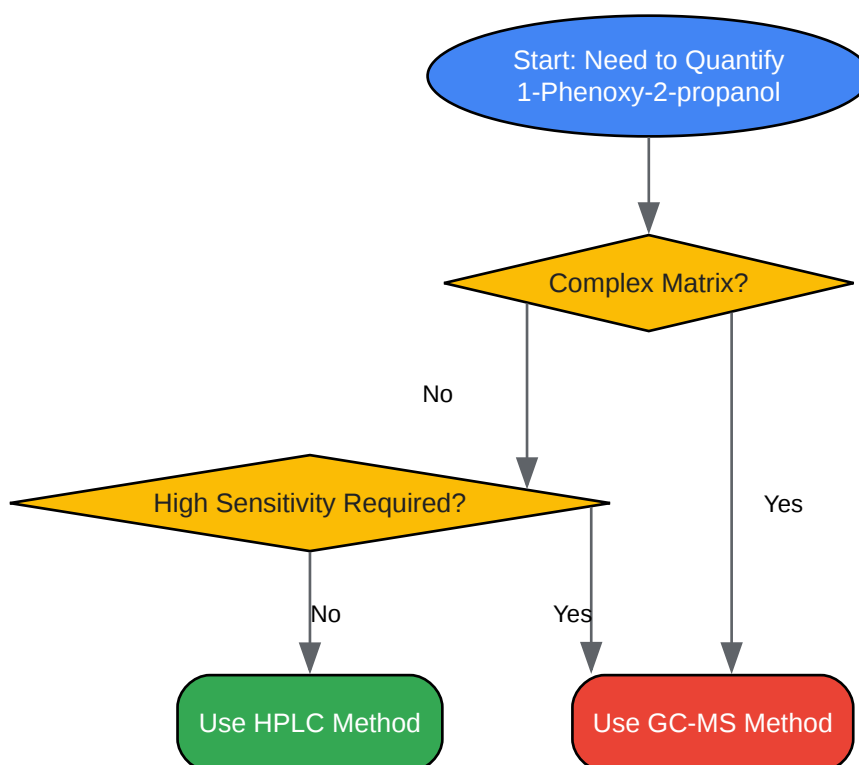 Start: Need to Quantify
1-Phenoxy-2-propanol
Complex Matrix?
No
High Sensitivity Required?
Yes
No
Yes
Use HPLC Method
Use GC-MS Method